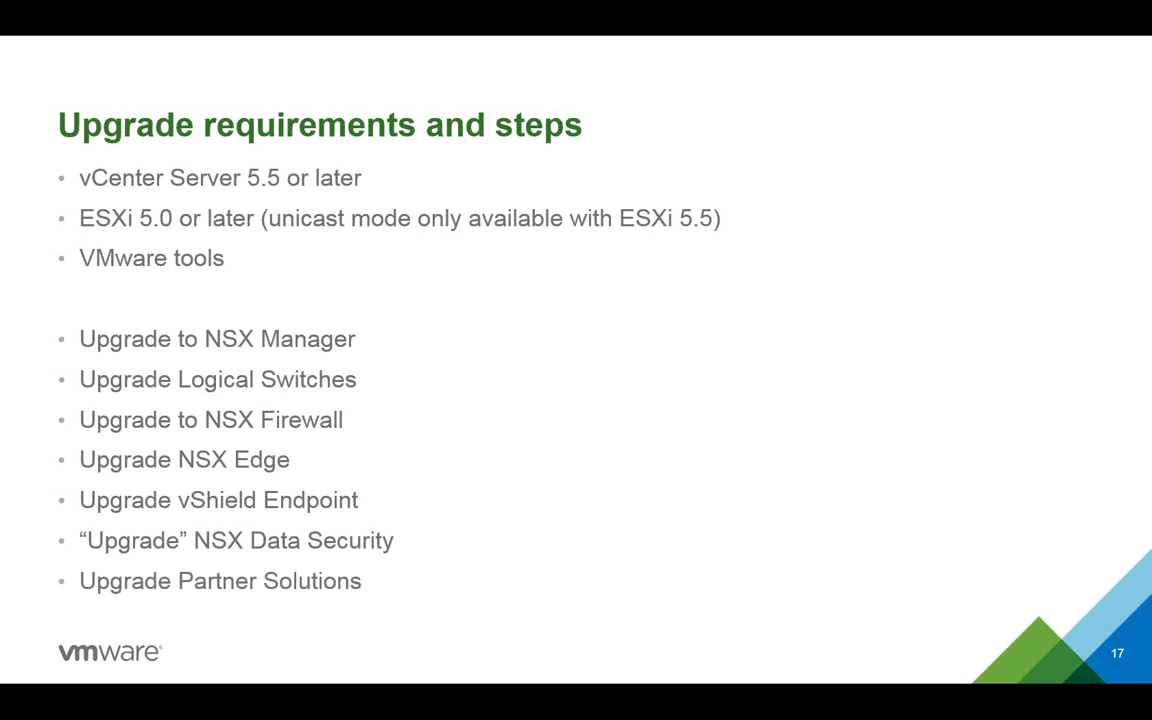 Upgrade requirements and steps
• vCenter Server 5.5 or later
• ESXi 5.0 or later (unicast mode only available with ESXi 5.5)
• VMware tools
• Upgrade to NSX Manager
• Upgrade Logical Switches
• Upgrade to NSX Firewall
• Upgrade NSX Edge
• Upgrade vShield Endpoint
• “Upgrade” NSX Data Security
• Upgrade Partner Solutions
vmware®
17